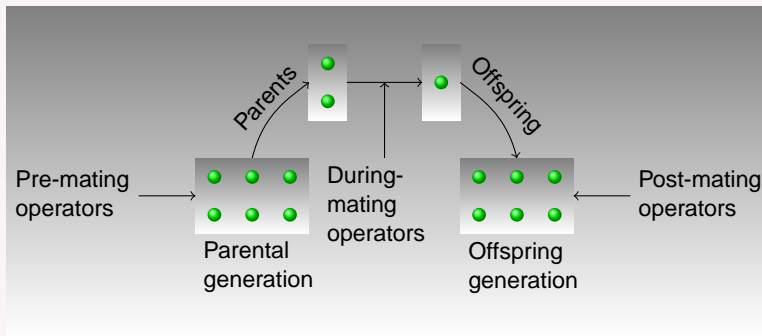 Parents
Offspring
Pre-mating
operators
During-
mating
operators
Post-mating
operators
Parental
generation
Offspring
generation